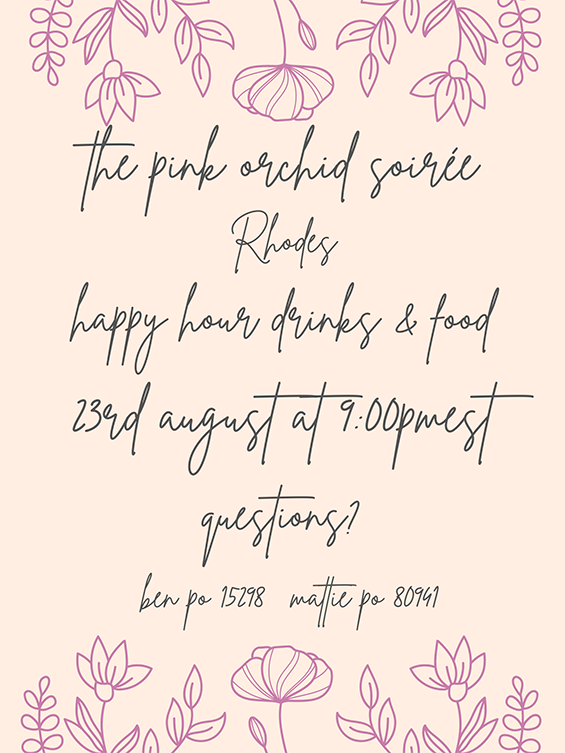 the pink orchid soirée
Rhodes
happy hour drinks & food
23rd august at 9:00pmest
questions?
ben po 15298 mattie po 80941